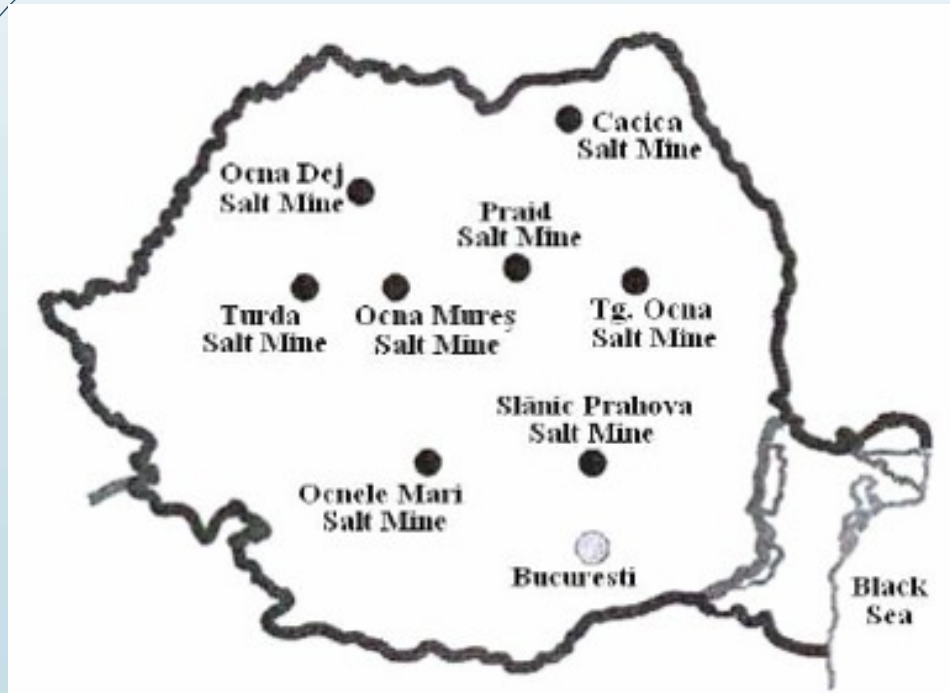 Cacica
Salt Mine
Ocna Dej
Salt Mine
Praid
Salt Mine
Turda
Salt Mine
Ocna Mureş
Salt Mine
Tg. Ocna
Salt Mine
Slănic Prahova
Salt Mine
Ocnele Mari
Salt Mine
Bucuresti
Black
Sea